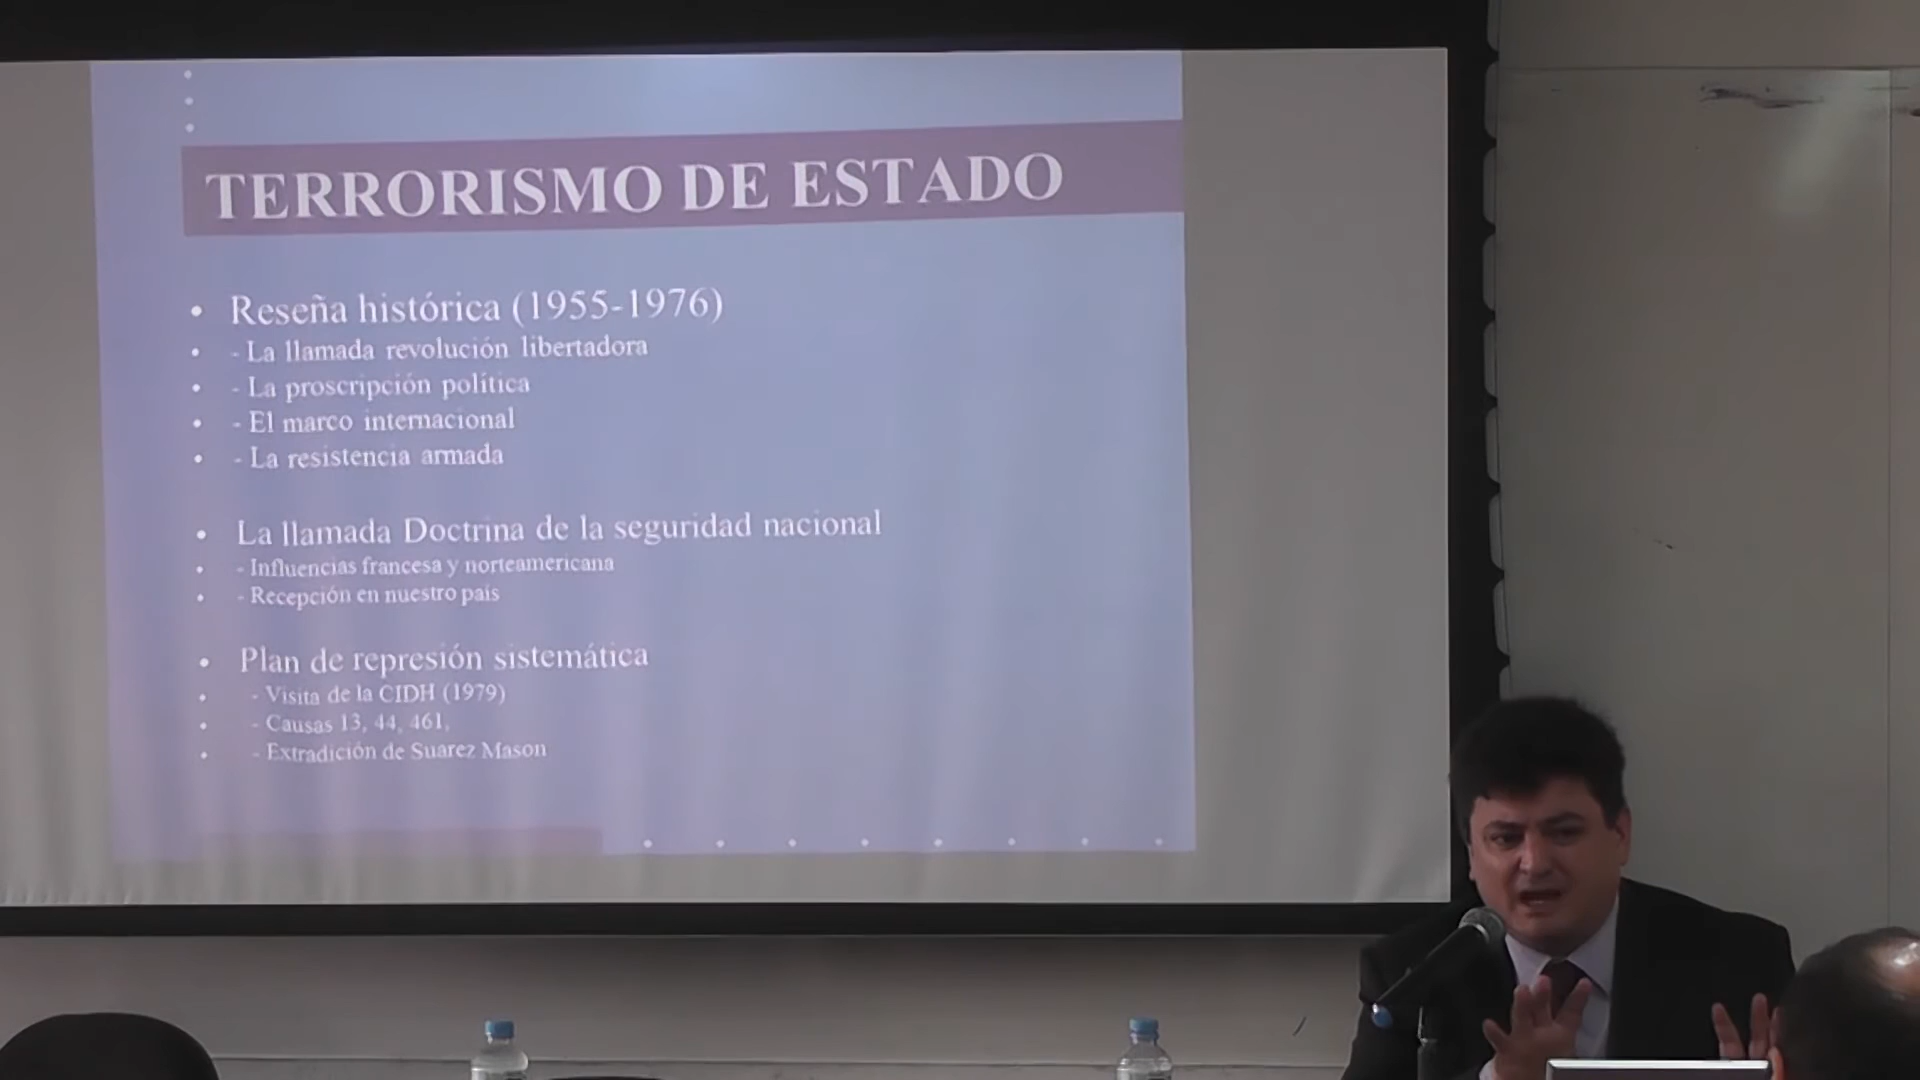 TERRORISMO DE ESTADO
• Reseña histórica (1955-1976)
• - La llamada revolución libertadora
• - La proscripción política
• - El marco internacional
• - La resistencia armada
• La llamada Doctrina de la seguridad nacional
• - Influencias francesa y norteamericana
• - Recepción en nuestro país
• Plan de represión sistemática
• - Visita de la CIDH (1979)
• - Causas 13, 44, 461,
• - Extradición de Suarez Mason